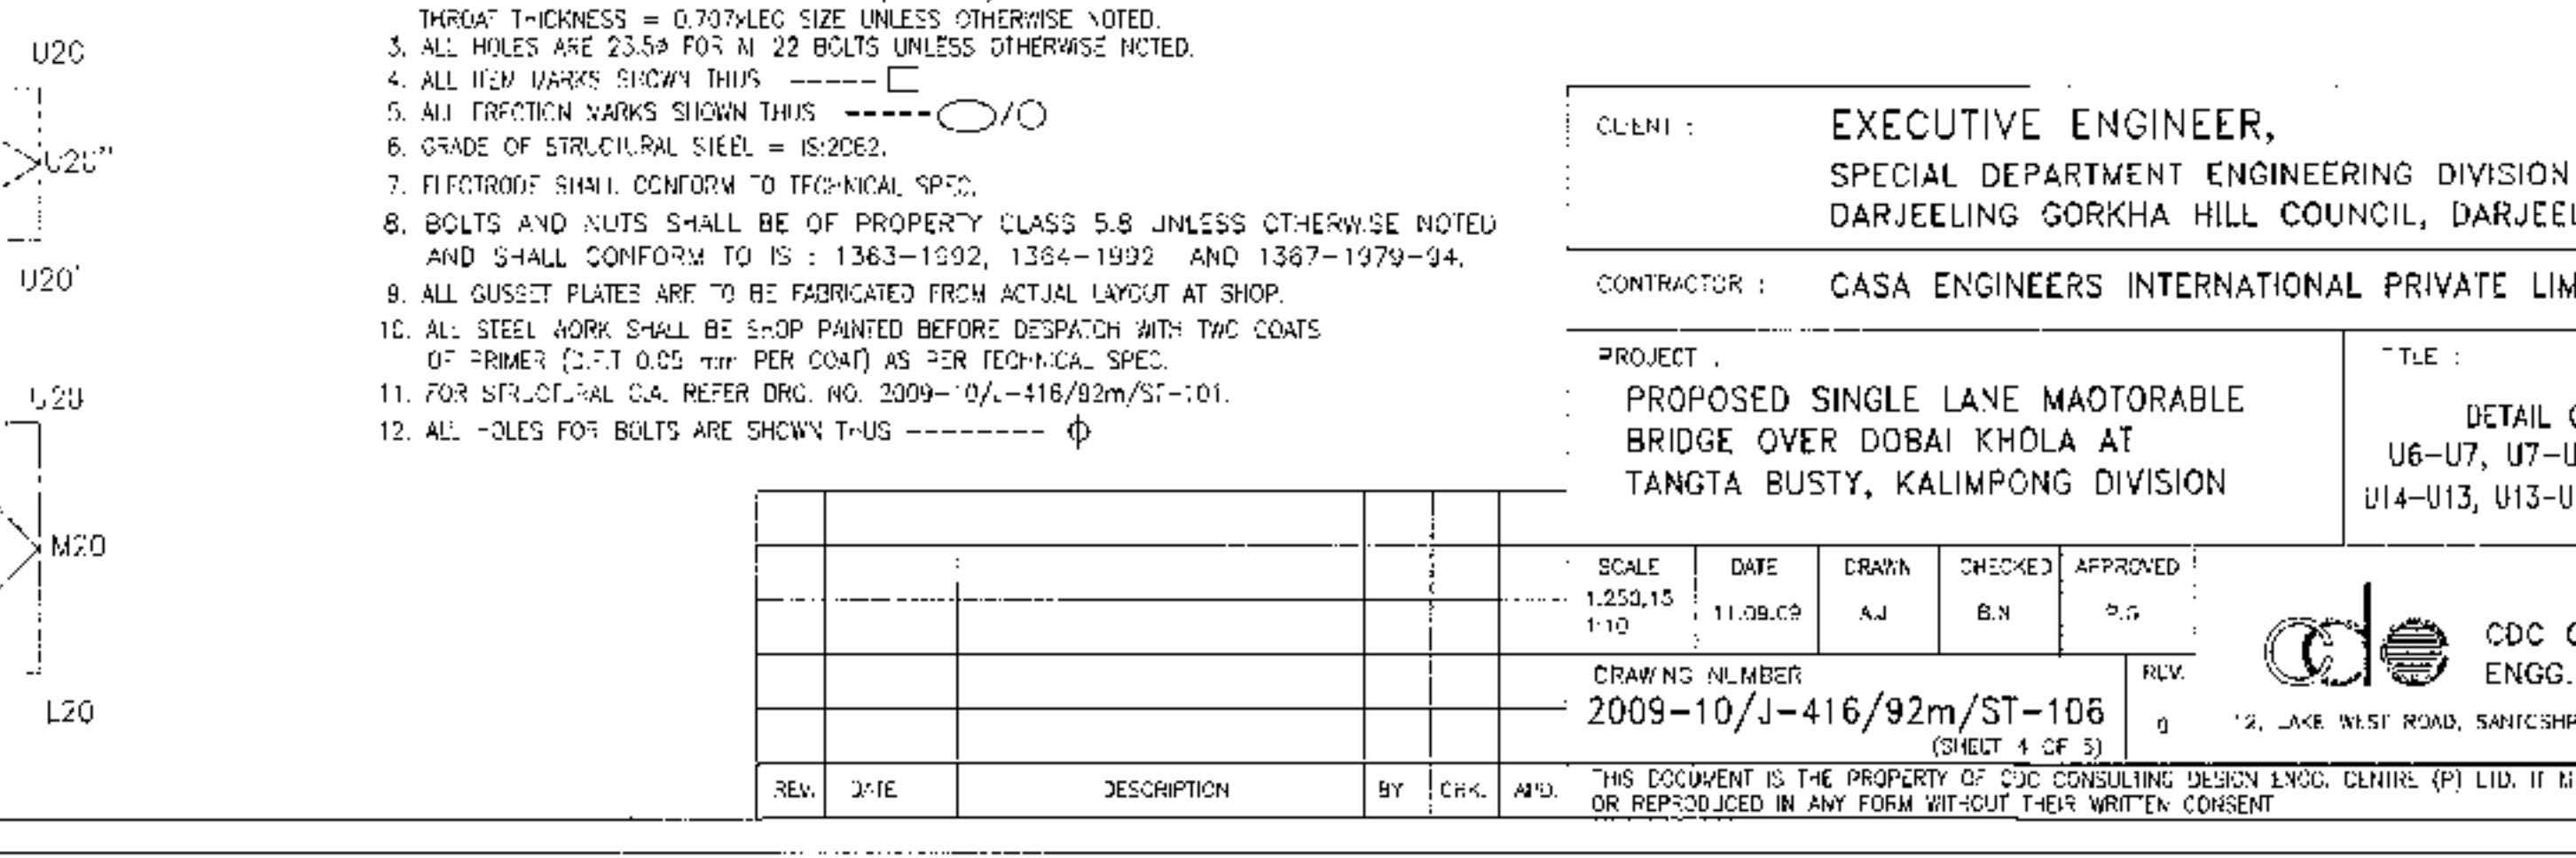 U20
U20"
U20'
U20
M20
L20
THROAT THICKNESS = 0.707xLEG SIZE UNLESS OTHERWISE NOTED.
3. ALL HOLES ARE 23.5ø FOR M 22 BOLTS UNLESS OTHERWISE NOTED.
4. ALL ITEM MARKS SHOWN THUS -----
5. ALL ERECTION MARKS SHOWN THUS ----- /
6. GRADE OF STRUCTURAL STEEL = IS:2062.
7. ELECTRODE SHALL CONFORM TO TECHNICAL SPEC.
8. BOLTS AND NUTS SHALL BE OF PROPERTY CLASS 5.8 UNLESS OTHERWISE NOTED
AND SHALL CONFORM TO IS : 1363-1992, 1364-1992 AND 1367-1979-94.
9. ALL GUSSET PLATES ARE TO BE FABRICATED FROM ACTUAL LAYOUT AT SHOP.
10. ALL STEEL WORK SHALL BE SHOP PAINTED BEFORE DESPATCH WITH TWO COATS
OF PRIMER (D.F.T 0.05 mm PER COAT) AS PER TECHNICAL SPEC.
11. FOR STRUCTURAL G.A. REFER DRG. NO. 2009-10/J-416/92m/ST-101.
12. ALL HOLES FOR BOLTS ARE SHOWN THUS --------
CLIENT :
EXECUTIVE ENGINEER,
SPECIAL DEPARTMENT ENGINEERING DIVISION
DARJEELING GORKHA HILL COUNCIL, DARJEEL
CONTRACTOR : CASA ENGINEERS INTERNATIONAL PRIVATE LIM
PROJECT :
PROPOSED SINGLE LANE MAOTORABLE
BRIDGE OVER DOBAI KHOLA AT
TANGTA BUSTY, KALIMPONG DIVISION
TITLE :
DETAIL
U6-U7, U7-U
U14-U13, U13-U
SCALE DATE DRAWN CHECKED APPROVED
11.09.09 A.J B.N P.G
1:10
DRAWING NUMBER
2009-10/J-416/92m/ST-106
(SHEET 4 OF 5)
REV.
0
CDC
ENGG.
12, LAKE WEST ROAD, SANTOSHP
REV. DATE DESCRIPTION BY CHK. APD.
THIS DOCUMENT IS THE PROPERTY OF CDC CONSULTING DESIGN ENGG. CENTRE (P) LTD. IT M
OR REPRODUCED IN ANY FORM WITHOUT THEIR WRITTEN CONSENT